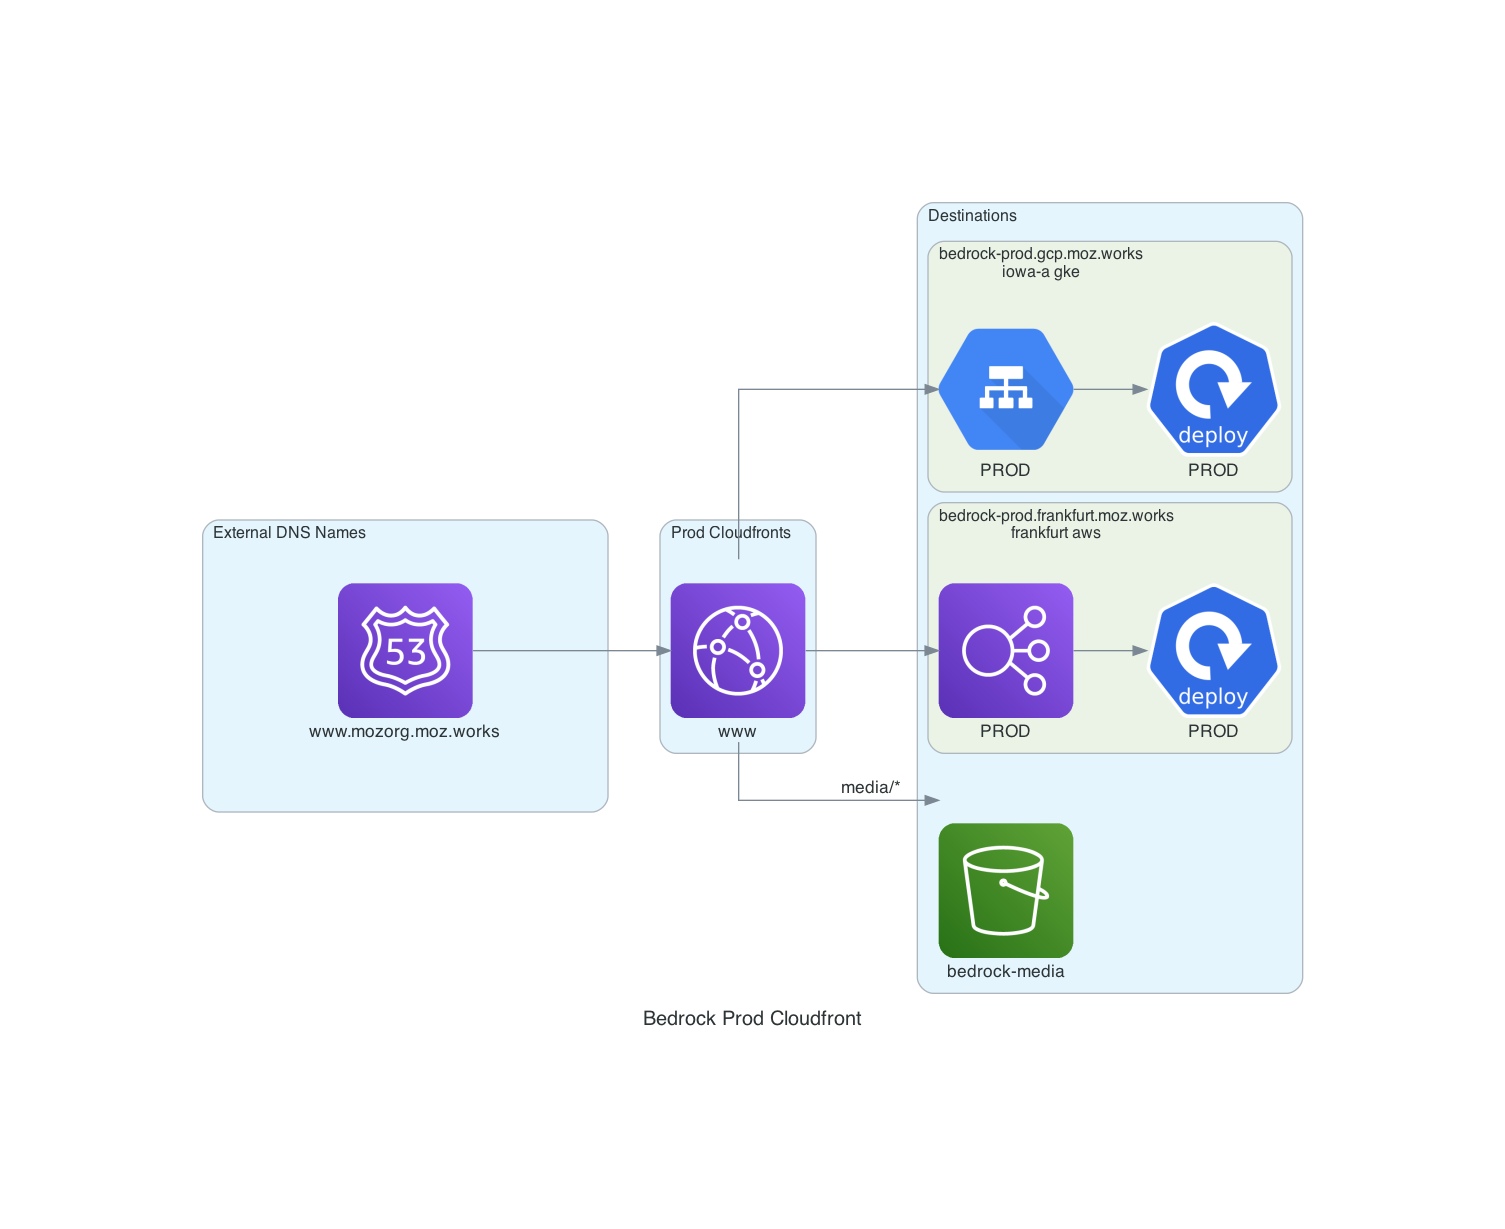 Destinations
bedrock-prod.gcp.moz.works
iowa-a gke
deploy
PROD
PROD
bedrock-prod.frankfurt.moz.works
frankfurt aws
deploy
PROD
PROD
External DNS Names
53
www.mozorg.moz.works
Prod Cloudfronts
www
media/*
bedrock-media
Bedrock Prod Cloudfront